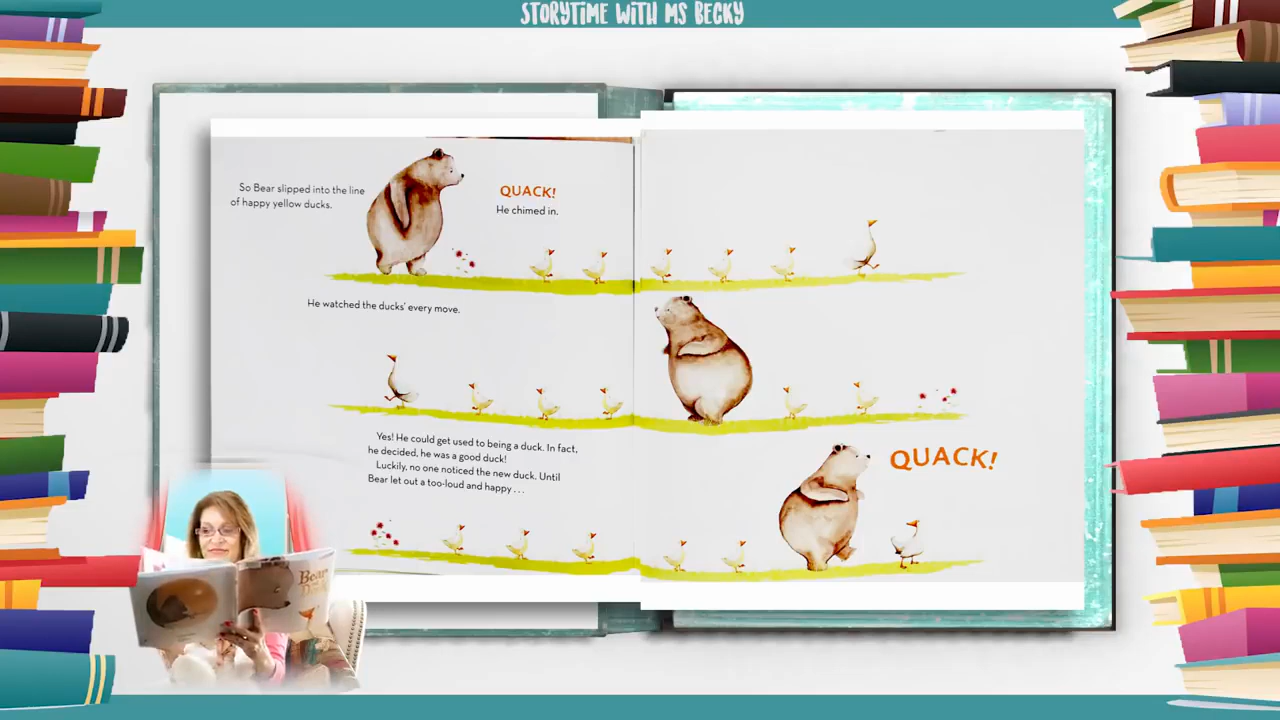 STORYTIME WITH MS BECKY
So Bear slipped into the line
of happy yellow ducks.
QUACK!
He chimed in.
He watched the ducks' every move.
Yes! He could get used to being a duck. In fact,
he decided, he was a good duck!
Luckily, no one noticed the new duck. Until
Bear let out a too-loud and happy . . .
QUACK!
Bear